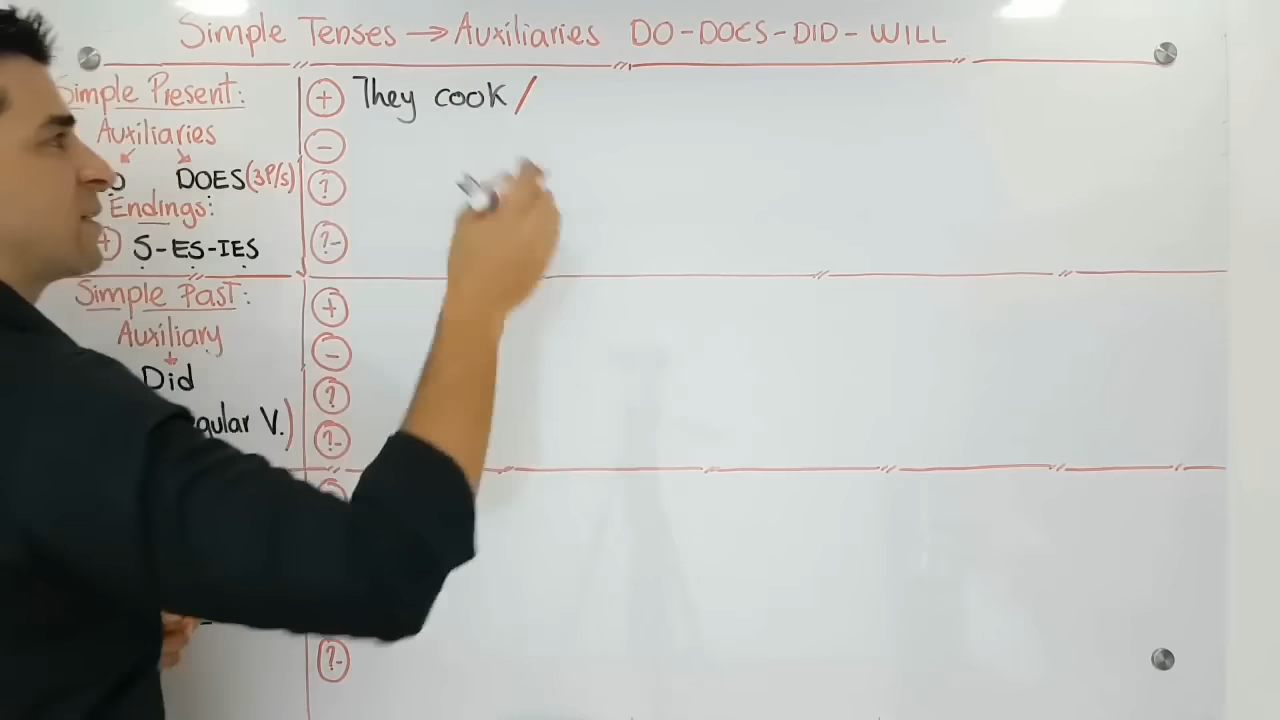 Simple Tenses → Auxiliaries DO-DOES-DID-WILL
Simple Present:
Auxiliaries
DOES (3P/S)
Endings:
+ S-ES-IES
+ They cook /
-
?
?-
Simple Past:
Auxiliary
Did
V.)
+
-
?
?-
?-